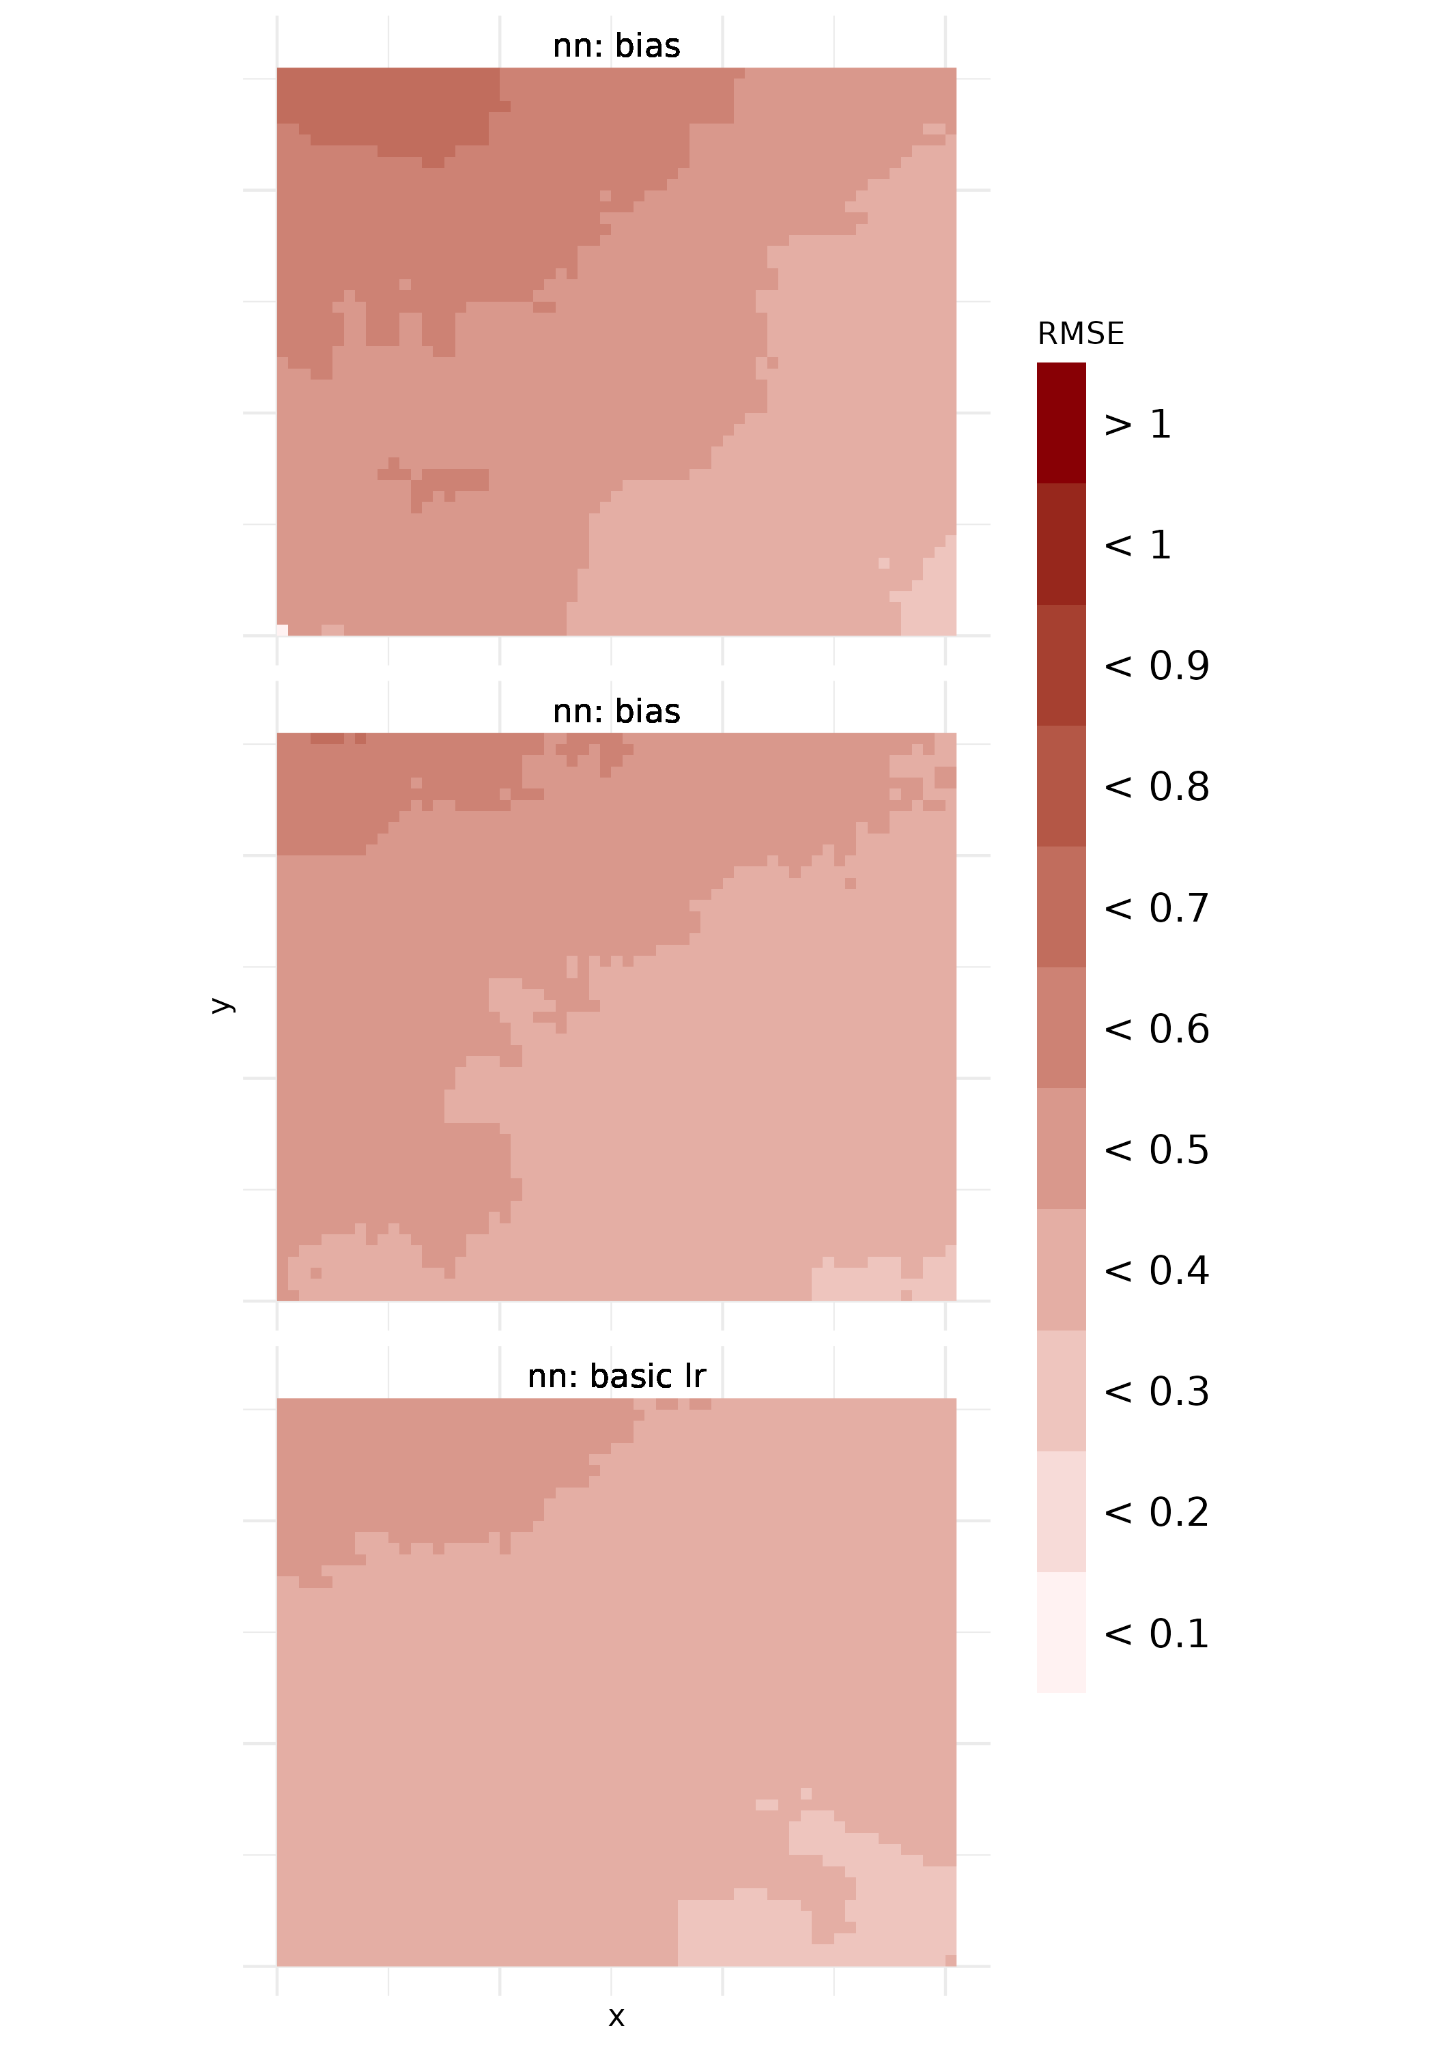 nn: bias
nn: bias
nn: basic lr
y
x
RMSE
> 1
< 1
< 0.9
< 0.8
< 0.7
< 0.6
< 0.5
< 0.4
< 0.3
< 0.2
< 0.1